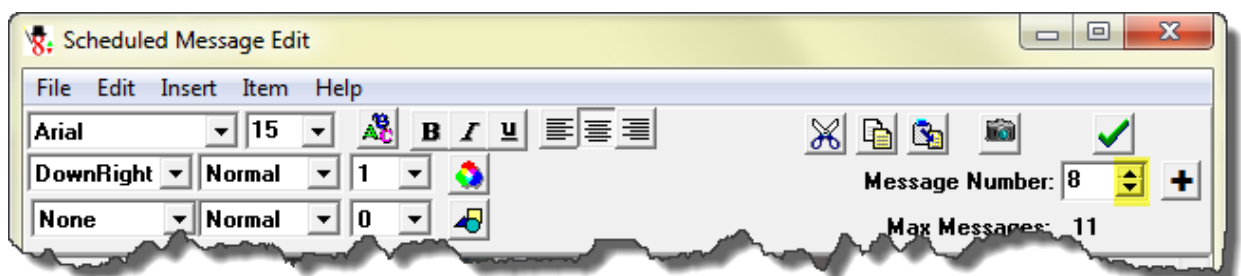 Scheduled Message Edit
File Edit Insert Item Help
Arial 15 A B C B I U
DownRight Normal 1 Message Number: 8
None Normal 0 Max Messages: 11